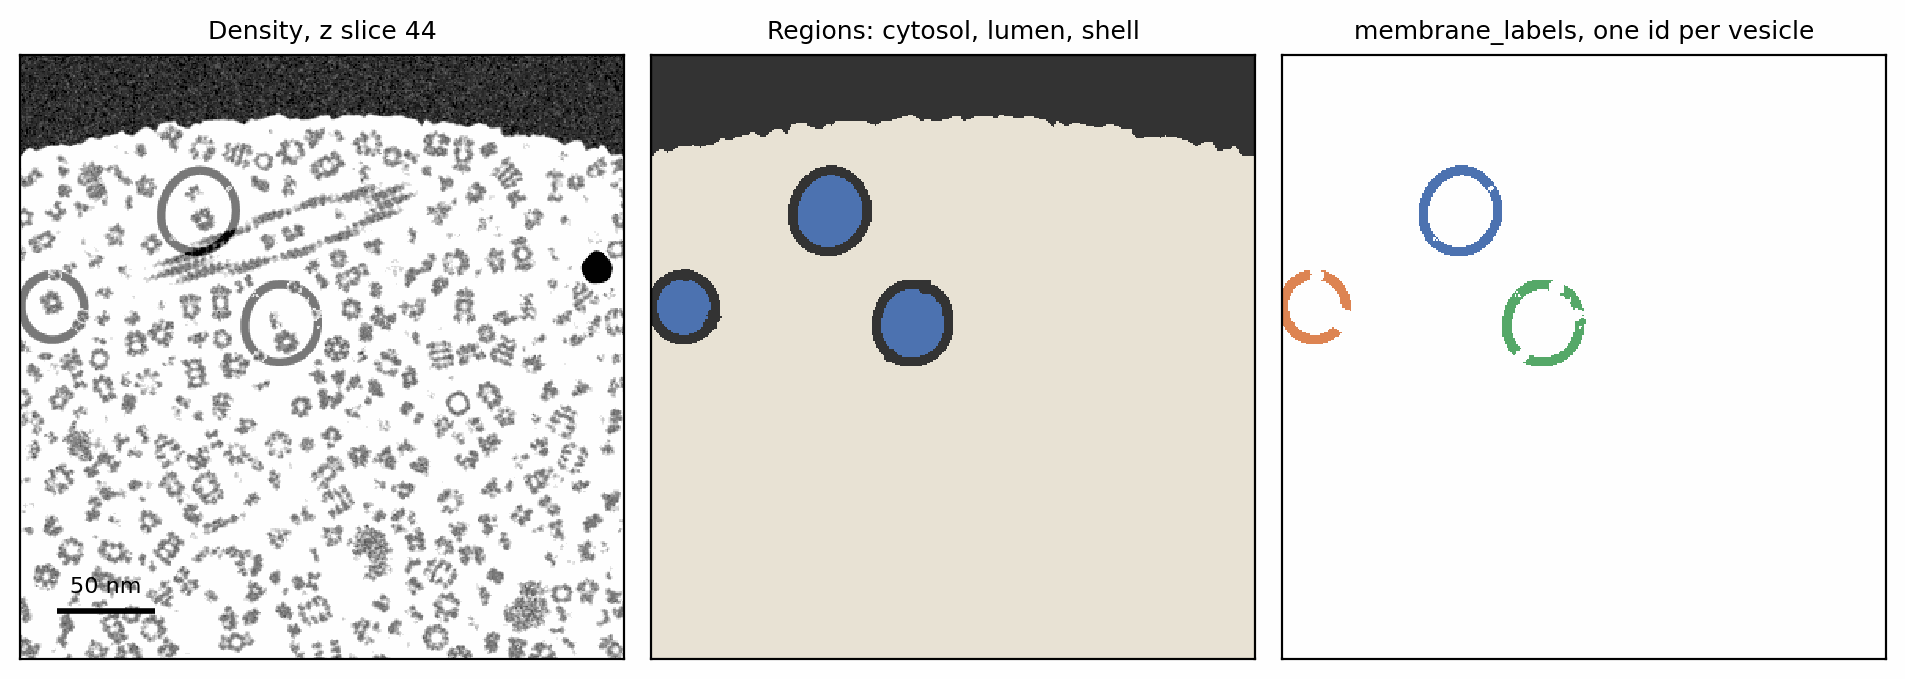 Density, z slice 44
Regions: cytosol, lumen, shell
membrane_labels, one id per vesicle
50 nm